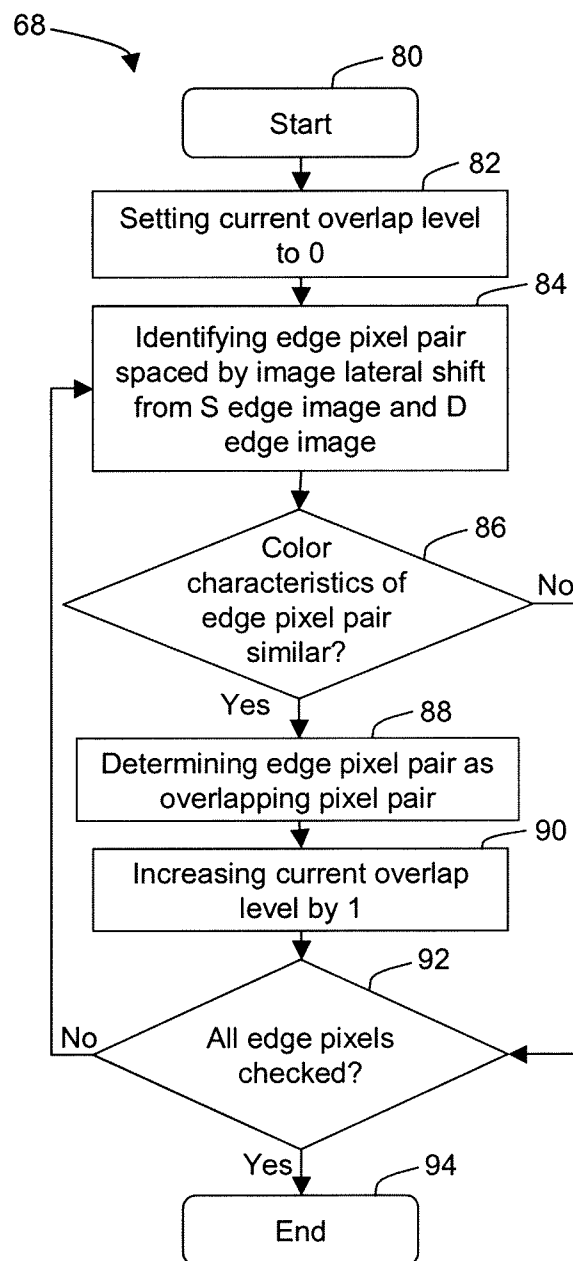 68
80
Start
82
Setting current overlap level
to 0
84
Identifying edge pixel pair
spaced by image lateral shift
from S edge image and D
edge image
86
Color
characteristics of
edge pixel pair
similar?
No
Yes
88
Determining edge pixel pair as
overlapping pixel pair
90
Increasing current overlap
level by 1
92
No
All edge pixels
checked?
Yes
94
End